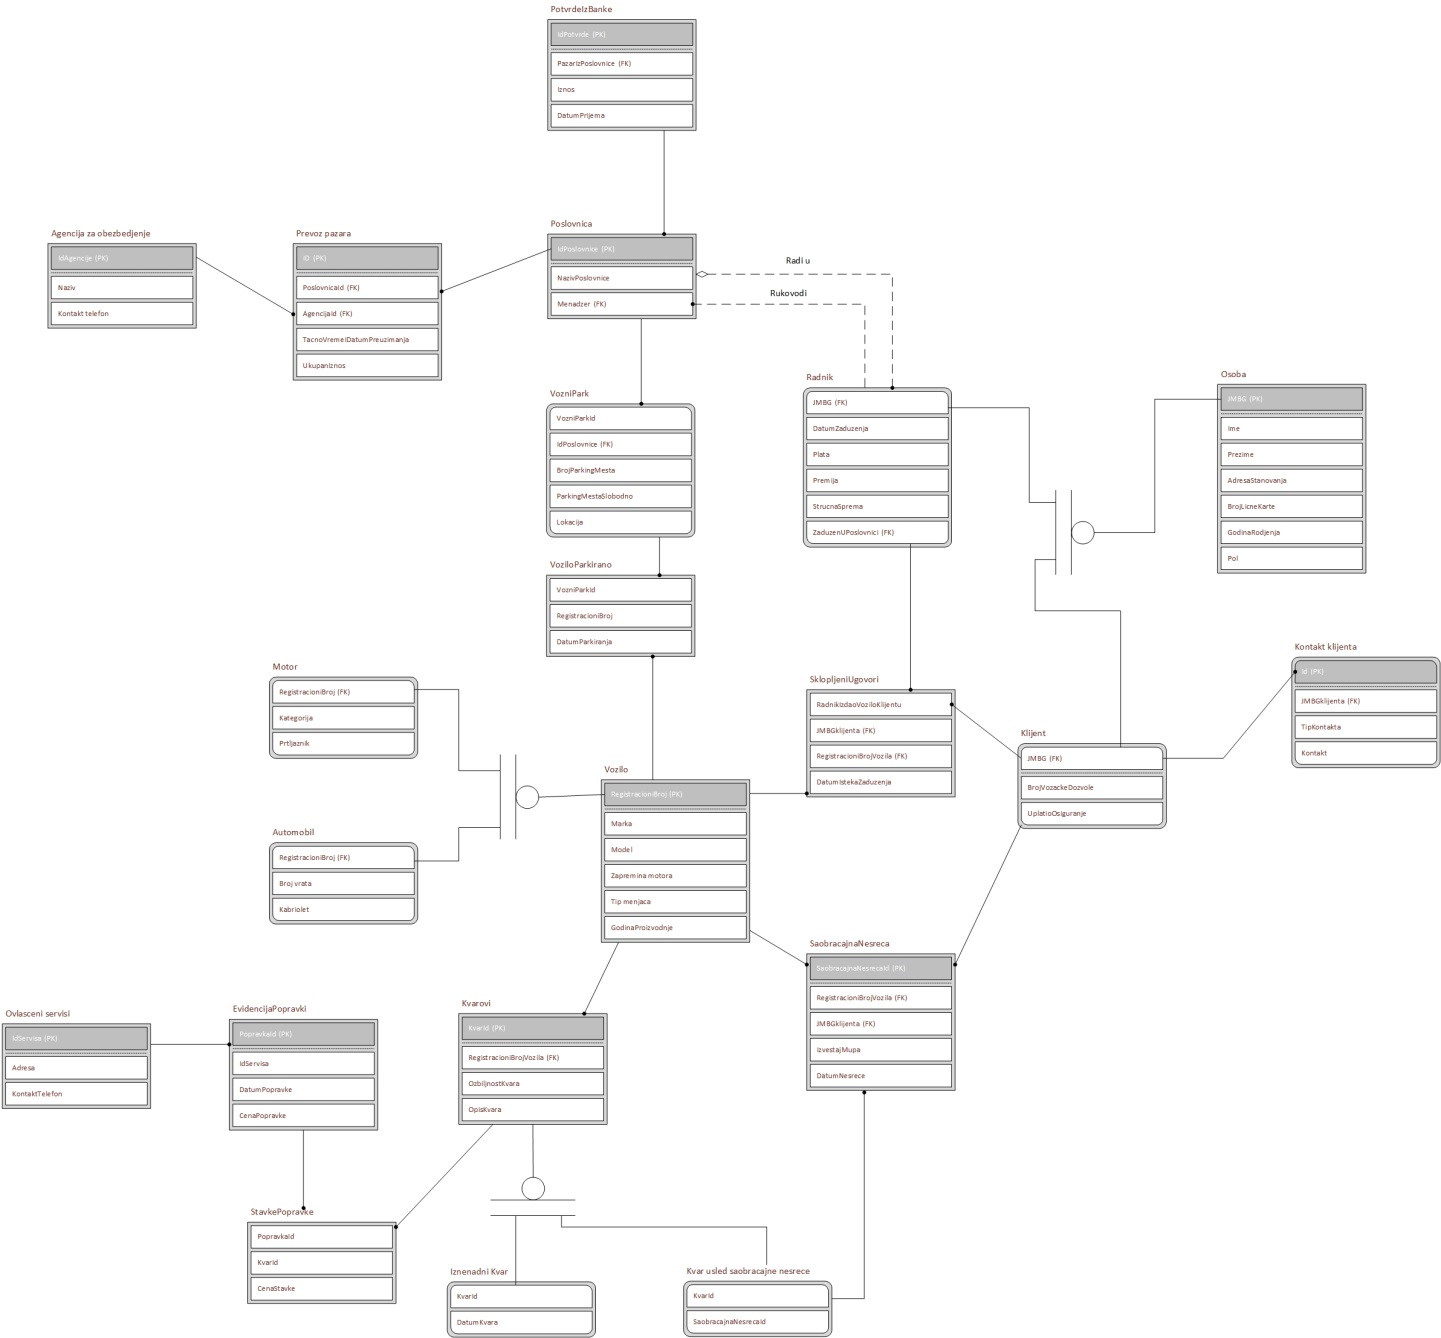 PotvrdeIzBanke
IdPotvrde (PK)
PazarIzPoslovnice (FK)
Iznos
DatumPrijema
Agencija za obezbedjenje
IdAgencije (PK)
Naziv
Kontakt telefon
Prevoz pazara
ID (PK)
PoslovnicaId (FK)
AgencijaId (FK)
TacnoVremeIDatumPreuzimanja
UkupanIznos
Poslovnica
IdPoslovnice (PK)
NazivPoslovnice
Menadzer (FK)
Radi u
Rukovodi
VozniPark
VozniParkId
IdPoslovnice (FK)
BrojParkingMesta
ParkingMestaSlobodno
Lokacija
Radnik
JMBG (FK)
DatumZaduzenja
Plata
Premija
StrucnaSprema
ZaduzenUPoslovnici (FK)
Osoba
JMBG (PK)
Ime
Prezime
AdresaStanovanja
BrojLicneKarte
GodinaRodjenja
Pol
VoziloParkirano
VozniParkId
RegistracioniBroj
DatumParkiranja
Motor
RegistracioniBroj (FK)
Kategorija
Prtljaznik
SklopljeniUgovori
RadnikIzdaoVoziloKlijentu
JMBGklijenta (FK)
RegistracioniBrojVozila (FK)
DatumIstekaZaduzenja
Kontakt klijenta
Id (PK)
JMBGklijenta (FK)
TipKontakta
Kontakt
Klijent
JMBG (FK)
BrojVozackeDozvole
UplatioOsiguranje
Vozilo
RegistracioniBroj (PK)
Marka
Model
Zapremina motora
Tip menjaca
GodinaProizvodnje
Automobil
RegistracioniBroj (FK)
Broj vrata
Kabriolet
SaobracajnaNesreca
SaobracajnaNesrecaId (PK)
RegistracioniBrojVozila (FK)
JMBGklijenta (FK)
IzvestajMupa
DatumNesrece
Ovlasceni servisi
IdServisa (PK)
Adresa
KontaktTelefon
EvidencijaPopravki
PopravkaId (PK)
IdServisa
DatumPopravke
CenaPopravke
Kvarovi
KvarId (PK)
RegistracioniBrojVozila (FK)
OzbiljnostKvara
OpisKvara
StavkePopravke
PopravkaId
KvarId
CenaStavke
Iznenadni Kvar
KvarId
DatumKvara
Kvar usled saobracajne nesrece
KvarId
SaobracajnaNesrecaId